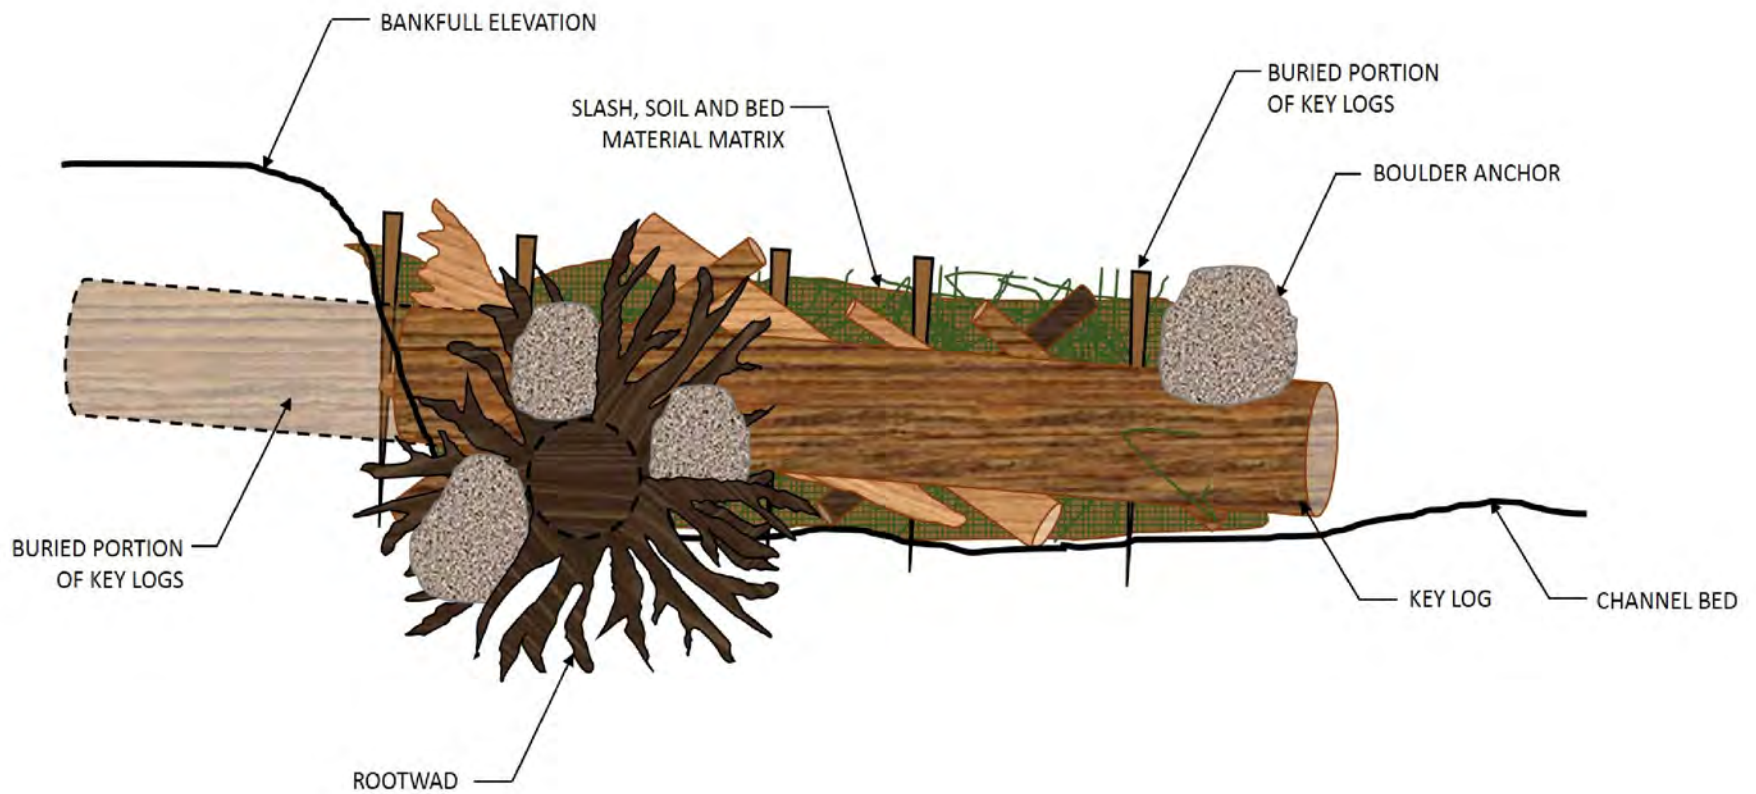 BANKFULL ELEVATION
BURIED PORTION
OF KEY LOGS
SLASH, SOIL AND BED
MATERIAL MATRIX
BOULDER ANCHOR
BURIED PORTION
OF KEY LOGS
KEY LOG
CHANNEL BED
ROOTWAD